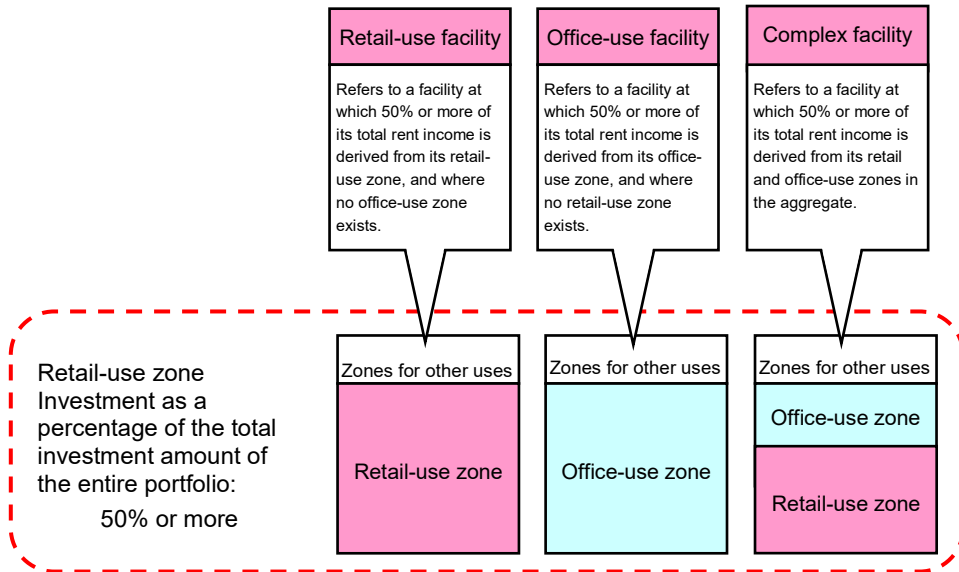 Retail-use facility
Refers to a facility at
which 50% or more of
its total rent income is
derived from its retail-
use zone, and where
no office-use zone
exists.
Office-use facility
Refers to a facility at
which 50% or more of
its total rent income is
derived from its office-
use zone, and where
no retail-use zone
exists.
Complex facility
Refers to a facility at
which 50% or more of
its total rent income is
derived from its retail
and office-use zones in
the aggregate.
Retail-use zone
Investment as a
percentage of the total
investment amount of
the entire portfolio:
50% or more
Zones for other uses
Retail-use zone
Zones for other uses
Office-use zone
Zones for other uses
Office-use zone
Retail-use zone